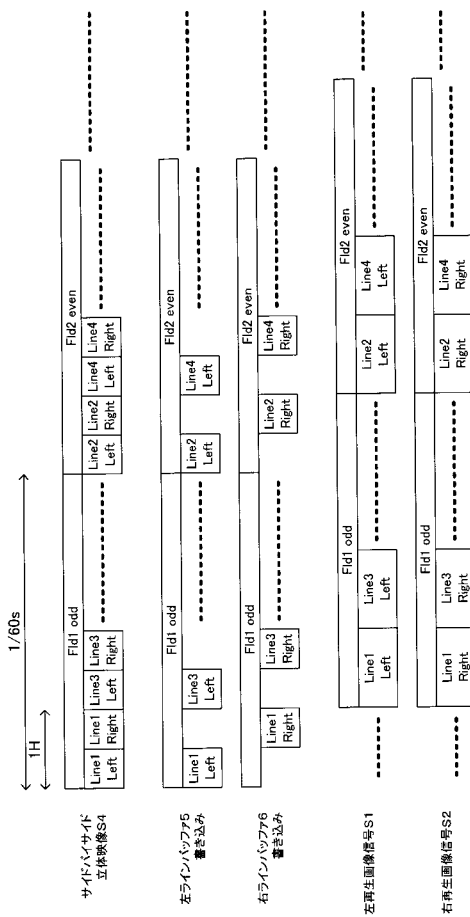 1/60s
1H
サイドバイサイド
立体映像S4
Fld1 odd
Fld2 even
Line1 Line1 Line3 Line3
Left Right Left Right
Line2 Line2 Line4 Line4
Left Right Left Right
左ラインバッファ5
書き込み
Fld1 odd
Fld2 even
Line1 Line3
Left Left
Line2 Line4
Left Left
右ラインバッファ6
書き込み
Fld1 odd
Fld2 even
Line1 Line3
Right Right
Line2 Line4
Right Right
左再生画像信号S1
Fld1 odd
Fld2 even
Line1 Line3
Left Left
Line2 Line4
Left Left
右再生画像信号S2
Fld1 odd
Fld2 even
Line1 Line3
Right Right
Line2 Line4
Right Right